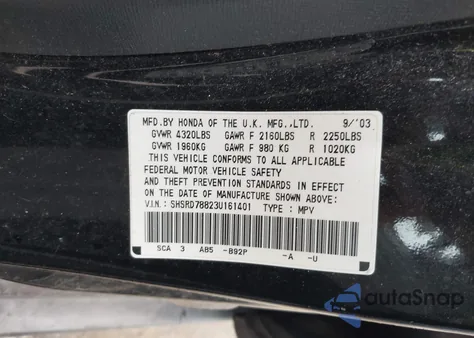 MFD.BY HONDA OF THE U.K. MFG.,LTD. 9/'03
GVWR 4320LBS GAWR F 2160LBS R 2250LBS
GVWR 1960KG GAWR F 980 KG R 1020KG
THIS VEHICLE CONFORMS TO ALL APPLICABLE
FEDERAL MOTOR VEHICLE SAFETY
AND THEFT PREVENTION STANDARDS IN EFFECT
ON THE DATE OF MANUFACTURE SHOWN ABOVE:
V.I.N.: SHSRD78823U161401 TYPE : MPV
SCA 3 AB5 -B92P -A -U
autoSnap